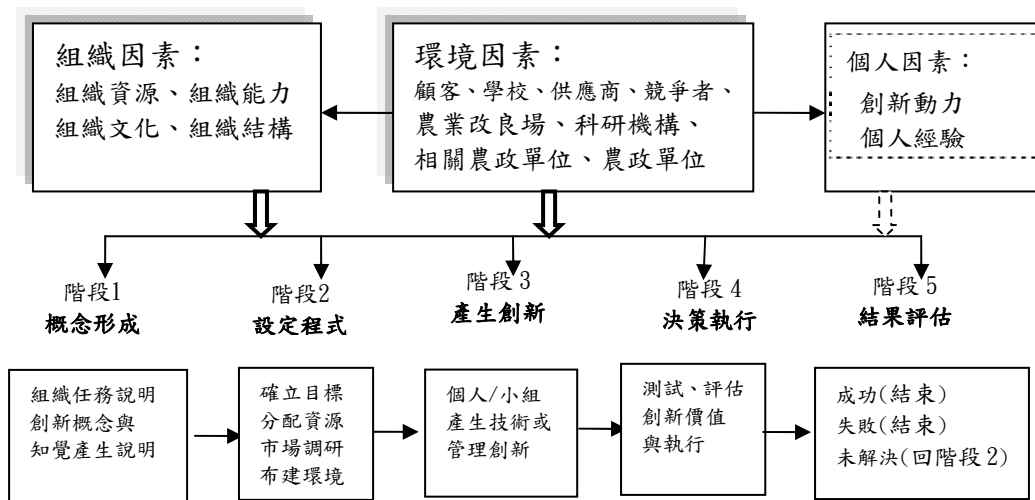 組織因素：
組織資源、組織能力
組織文化、組織結構
環境因素：
顧客、學校、供應商、競爭者、
農業改良場、科研機構、
相關農政單位、農政單位
個人因素：
創新動力
個人經驗
階段1
概念形成
階段2
設定程式
階段 3
產生創新
階段 4
決策執行
階段 5
結果評估
組織任務說明
創新概念與
知覺產生說明
確立目標
分配資源
市場調研
布建環境
個人/小組
產生技術或
管理創新
測試、評估
創新價值
與執行
成功(結束)
失敗(結束)
未解決(回階段 2)